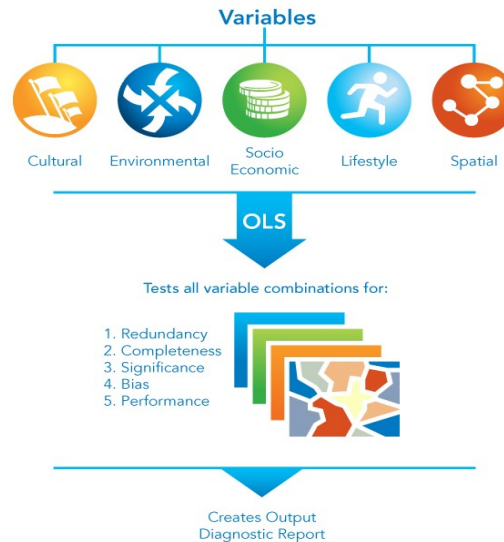 Variables
Cultural
Environmental
Socio
Economic
Lifestyle
Spatial
OLS
Tests all variable combinations for:
1. Redundancy
2. Completeness
3. Significance
4. Bias
5. Performance
Creates Output
Diagnostic Report